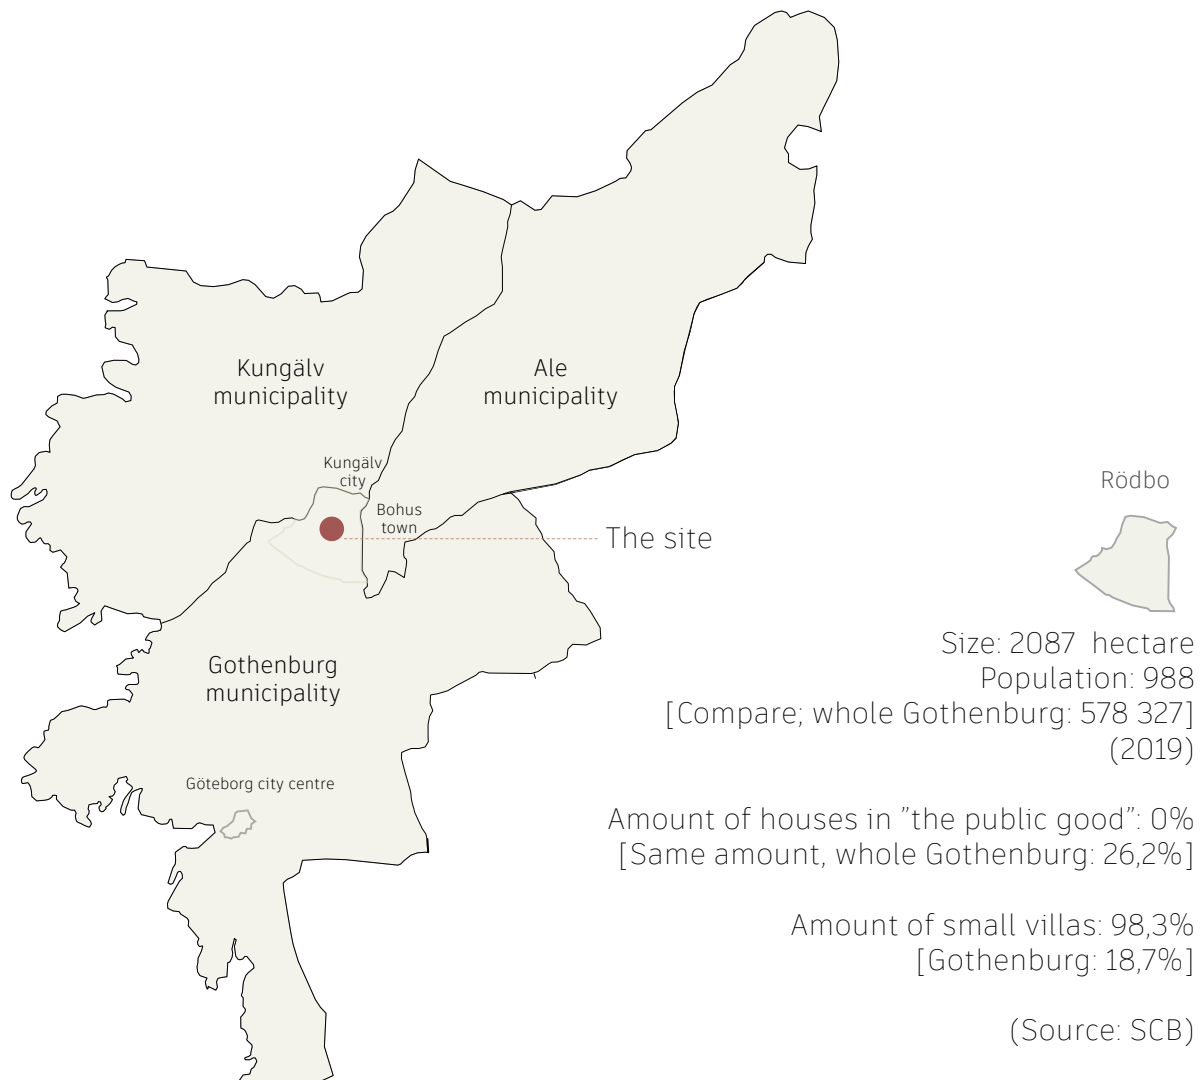 Kungälv
municipality
Ale
municipality
Kungälv
city
Bohus
town
The site
Gothenburg
municipality
Göteborg city centre
Rödbo
Size: 2087 hectare
Population: 988
[Compare; whole Gothenburg: 578 327]
(2019)
Amount of houses in ”the public good”: 0%
[Same amount, whole Gothenburg: 26,2%]
Amount of small villas: 98,3%
[Gothenburg: 18,7%]
(Source: SCB)